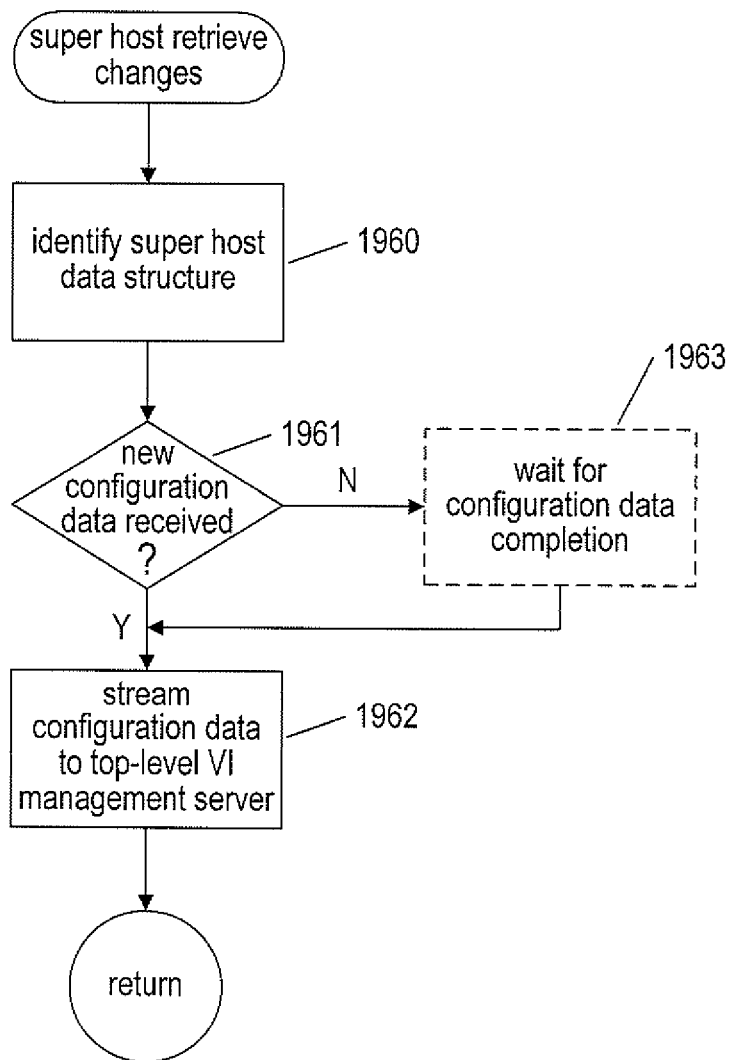 super host retrieve
changes
identify super host
data structure
1960
1963
1961
new
configuration
data received
?
N
wait for
configuration data
completion
Y
stream
configuration data
to top-level VI
management server
1962
return